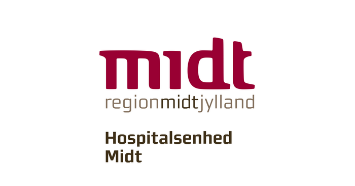 midt
regionmidtjylland
Hospitalsenhed
Midt